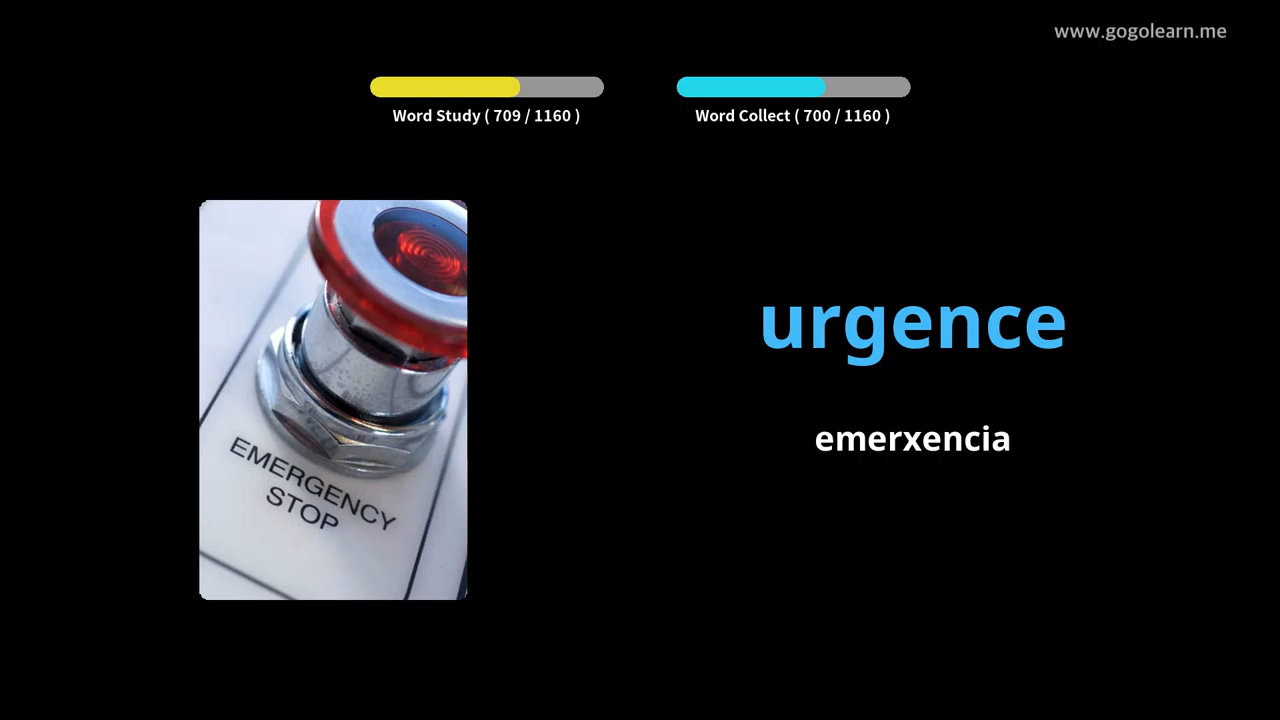 www.gogolearn.me
Word Study ( 709 / 1160 )
Word Collect ( 700 / 1160 )
EMERGENCY
STOP
urgence
emerxencia